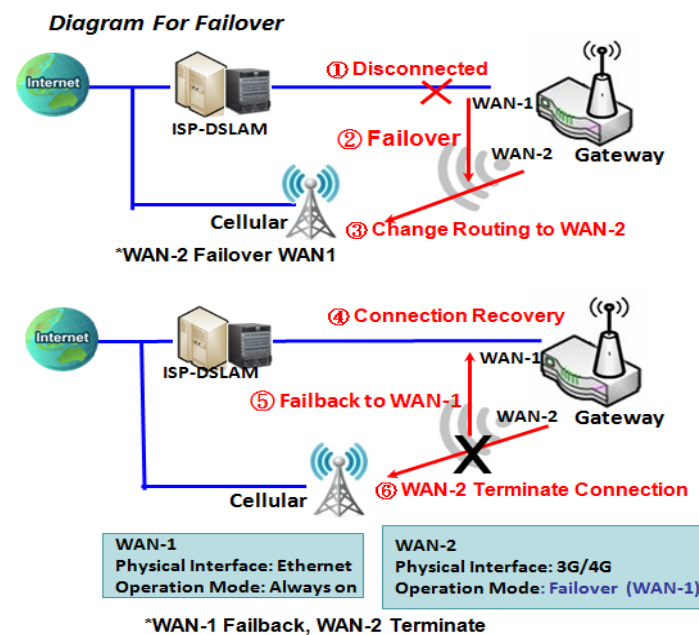 Diagram For Failover
Internet
ISP-DSLAM
① Disconnected
WAN-1
② Failover
WAN-2
Gateway
Cellular
③ Change Routing to WAN-2
*WAN-2 Failover WAN1
Internet
ISP-DSLAM
④ Connection Recovery
WAN-1
⑤ Failback to WAN-1
WAN-2
Gateway
Cellular
⑥ WAN-2 Terminate Connection
WAN-1
Physical Interface: Ethernet
Operation Mode: Always on
WAN-2
Physical Interface: 3G/4G
Operation Mode: Failover (WAN-1)
*WAN-1 Failback, WAN-2 Terminate